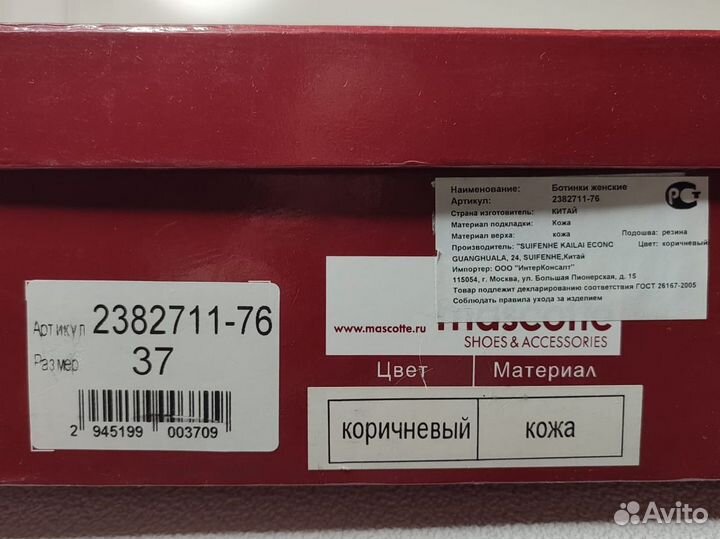 Наименование: Ботинки женские
Артикул: 2382711-76
Страна изготовитель: КИТАЙ
Материал подкладки: Кожа
Материал верха: кожа Подошва: резина
Производитель: "SUIFENHE KAILAI ECONC Цвет: коричневый
GUANGHUALA, 24, SUIFENHE,Китай
Импортер: ООО "ИнтерКонсалт"
115054, г. Москва, ул. Большая Пионерская, д. 15
Товар подлежит декларированию соответствия ГОСТ 26167-2005
Соблюдать правила ухода за изделием
РСТ
Артикул 2382711-76
Размер 37
2 945199 003709
www.mascotte.ru mascotte
SHOES & ACCESSORIES
Цвет Материал
коричневый кожа
Avito